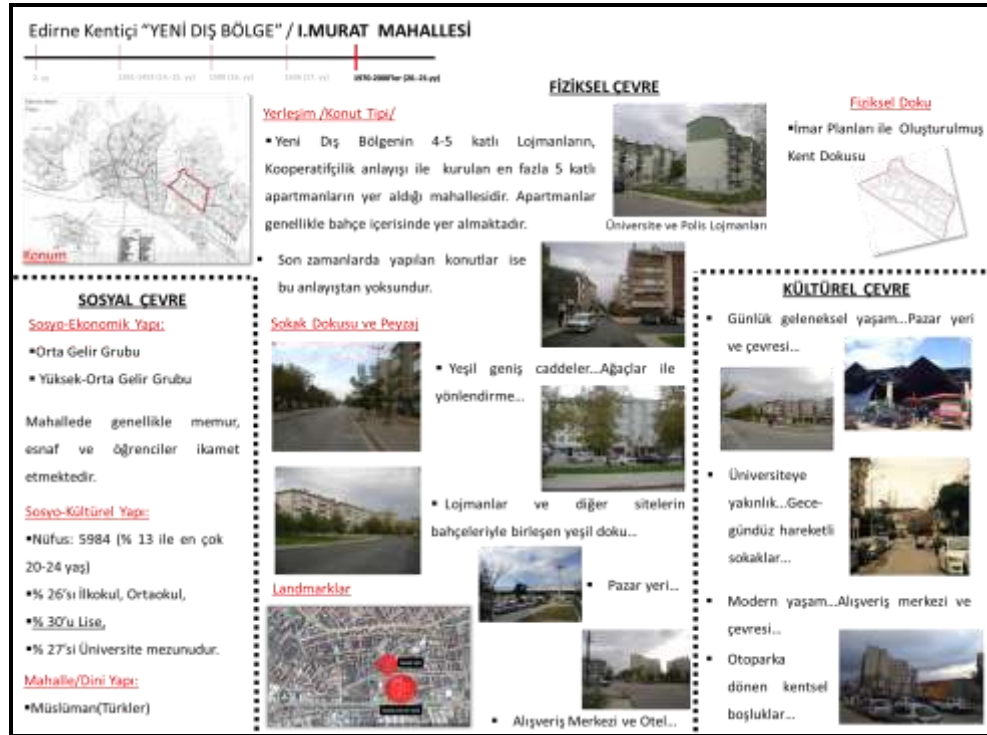 Edirne Kentiçi “YENİ DIŞ BÖLGE” / I.MURAT MAHALLESİ
1970-2000'ler (20.-21.yy)
Konum
FİZİKSEL ÇEVRE
Yerleşim /Konut Tipi/
▪ Yeni Dış Bölgenin 4-5 katlı Lojmanların,
Kooperatifçilik anlayışı ile kurulan en fazla 5 katlı
apartmanların yer aldığı mahallesidir. Apartmanlar
genellikle bahçe içerisinde yer almaktadır.
▪ Son zamanlarda yapılan konutlar ise
bu anlayıştan yoksundur.
Üniversite ve Polis Lojmanları
Fiziksel Doku
▪İmar Planları ile Oluşturulmuş
Kent Dokusu
Sokak Dokusu ve Peyzaj
▪ Yeşil geniş caddeler...Ağaçlar ile
yönlendirme...
▪ Lojmanlar ve diğer sitelerin
bahçeleriyle birleşen yeşil doku...
Landmarklar
▪ Pazar yeri...
▪ Alışveriş Merkezi ve Otel...
SOSYAL ÇEVRE
Sosyo-Ekonomik Yapı:
▪Orta Gelir Grubu
▪ Yüksek-Orta Gelir Grubu
Mahallede genellikle memur,
esnaf ve öğrenciler ikamet
etmektedir.
Sosyo-Kültürel Yapı:
▪Nüfus: 5984 (% 13 ile en çok
20-24 yaş)
▪% 26’sı İlkokul, Ortaokul,
▪% 30’u Lise,
▪% 27’si Üniversite mezunudur.
Mahalle/Dini Yapı:
▪Müslüman(Türkler)
KÜLTÜREL ÇEVRE
▪ Günlük geleneksel yaşam...Pazar yeri
ve çevresi...
▪ Üniversiteye
yakınlık...Gece-
gündüz hareketli
sokaklar...
▪ Modern yaşam...Alışveriş merkezi ve
çevresi...
▪ Otoparka
dönen kentsel
boşluklar...